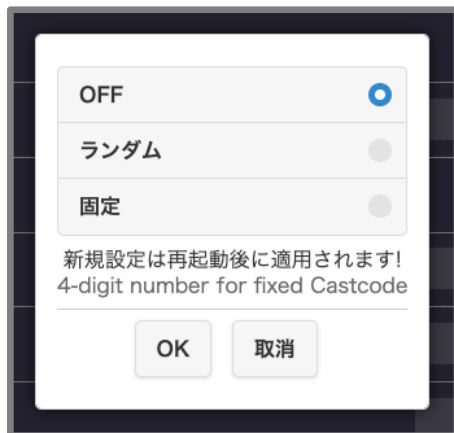 OFF
ランダム
固定
新規設定は再起動後に適用されます!
4-digit number for fixed Castcode
OK 取消